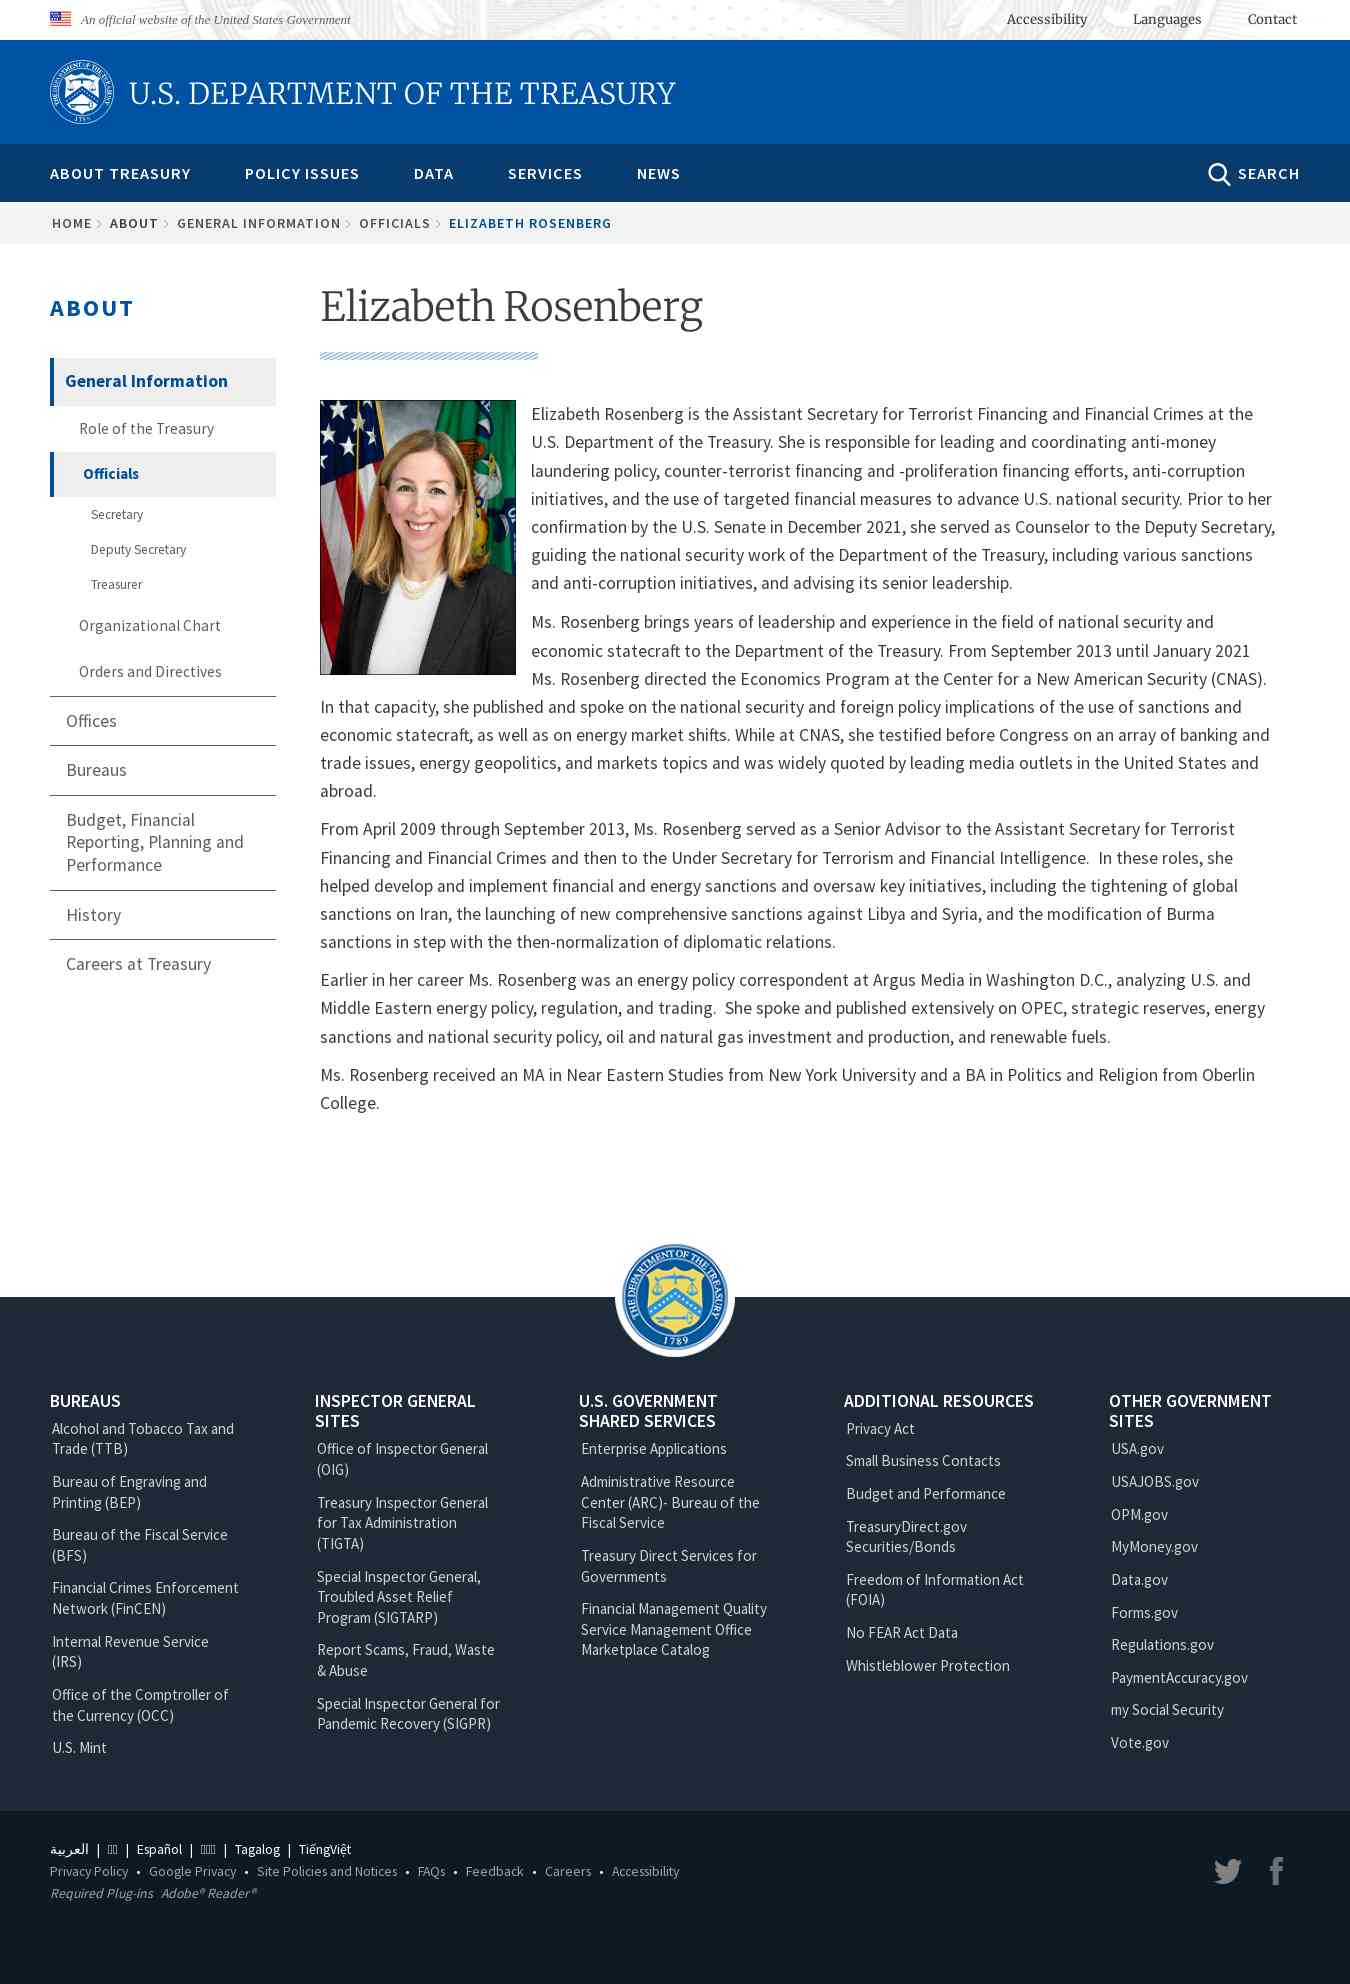 An official website of the United States Government
Accessibility Languages Contact
THE DEPARTMENT OF THE TREASURY 1789
U.S. DEPARTMENT OF THE TREASURY
ABOUT TREASURY POLICY ISSUES DATA SERVICES NEWS SEARCH
HOME ABOUT GENERAL INFORMATION OFFICIALS ELIZABETH ROSENBERG
ABOUT
General Information
Role of the Treasury
Officials
Secretary
Deputy Secretary
Treasurer
Organizational Chart
Orders and Directives
Offices
Bureaus
Budget, Financial
Reporting, Planning and
Performance
History
Careers at Treasury
Elizabeth Rosenberg
Elizabeth Rosenberg is the Assistant Secretary for Terrorist Financing and Financial Crimes at the
U.S. Department of the Treasury. She is responsible for leading and coordinating anti-money
laundering policy, counter-terrorist financing and -proliferation financing efforts, anti-corruption
initiatives, and the use of targeted financial measures to advance U.S. national security. Prior to her
confirmation by the U.S. Senate in December 2021, she served as Counselor to the Deputy Secretary,
guiding the national security work of the Department of the Treasury, including various sanctions
and anti-corruption initiatives, and advising its senior leadership.
Ms. Rosenberg brings years of leadership and experience in the field of national security and
economic statecraft to the Department of the Treasury. From September 2013 until January 2021
Ms. Rosenberg directed the Economics Program at the Center for a New American Security (CNAS).
In that capacity, she published and spoke on the national security and foreign policy implications of the use of sanctions and
economic statecraft, as well as on energy market shifts. While at CNAS, she testified before Congress on an array of banking and
trade issues, energy geopolitics, and markets topics and was widely quoted by leading media outlets in the United States and
abroad.
From April 2009 through September 2013, Ms. Rosenberg served as a Senior Advisor to the Assistant Secretary for Terrorist
Financing and Financial Crimes and then to the Under Secretary for Terrorism and Financial Intelligence. In these roles, she
helped develop and implement financial and energy sanctions and oversaw key initiatives, including the tightening of global
sanctions on Iran, the launching of new comprehensive sanctions against Libya and Syria, and the modification of Burma
sanctions in step with the then-normalization of diplomatic relations.
Earlier in her career Ms. Rosenberg was an energy policy correspondent at Argus Media in Washington D.C., analyzing U.S. and
Middle Eastern energy policy, regulation, and trading. She spoke and published extensively on OPEC, strategic reserves, energy
sanctions and national security policy, oil and natural gas investment and production, and renewable fuels.
Ms. Rosenberg received an MA in Near Eastern Studies from New York University and a BA in Politics and Religion from Oberlin
College.
THE DEPARTMENT OF THE TREASURY
1789
BUREAUS
Alcohol and Tobacco Tax and
Trade (TTB)
Bureau of Engraving and
Printing (BEP)
Bureau of the Fiscal Service
(BFS)
Financial Crimes Enforcement
Network (FinCEN)
Internal Revenue Service
(IRS)
Office of the Comptroller of
the Currency (OCC)
U.S. Mint
INSPECTOR GENERAL
SITES
Office of Inspector General
(OIG)
Treasury Inspector General
for Tax Administration
(TIGTA)
Special Inspector General,
Troubled Asset Relief
Program (SIGTARP)
Report Scams, Fraud, Waste
& Abuse
Special Inspector General for
Pandemic Recovery (SIGPR)
U.S. GOVERNMENT
SHARED SERVICES
Enterprise Applications
Administrative Resource
Center (ARC)- Bureau of the
Fiscal Service
Treasury Direct Services for
Governments
Financial Management Quality
Service Management Office
Marketplace Catalog
ADDITIONAL RESOURCES
Privacy Act
Small Business Contacts
Budget and Performance
TreasuryDirect.gov
Securities/Bonds
Freedom of Information Act
(FOIA)
No FEAR Act Data
Whistleblower Protection
OTHER GOVERNMENT
SITES
USA.gov
USAJOBS.gov
OPM.gov
MyMoney.gov
Data.gov
Forms.gov
Regulations.gov
PaymentAccuracy.gov
my Social Security
Vote.gov
العربية | | Español | | Tagalog | TiếngViệt
Privacy Policy • Google Privacy • Site Policies and Notices • FAQs • Feedback • Careers • Accessibility
Required Plug-ins Adobe® Reader®